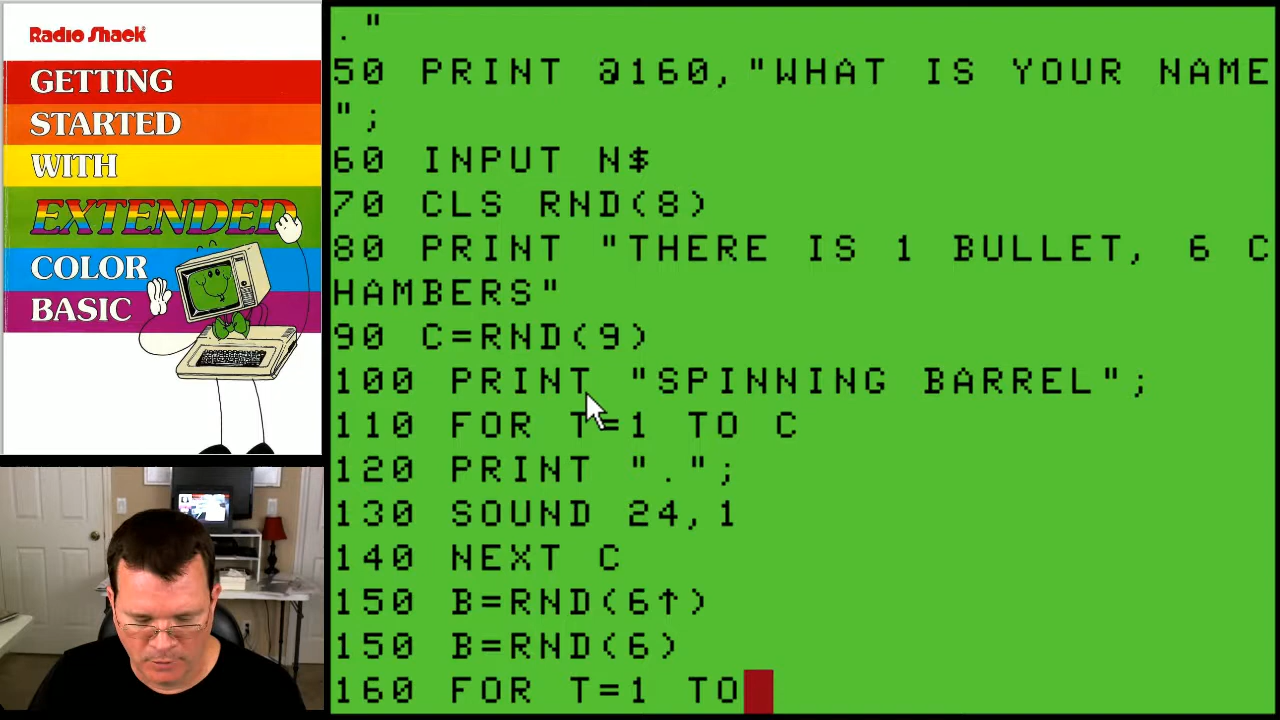 Radio Shack
GETTING
STARTED
WITH
EXTENDED
COLOR
BASIC
."
50 PRINT @160,"WHAT IS YOUR NAME
";
60 INPUT N$
70 CLS RND(8)
80 PRINT "THERE IS 1 BULLET, 6 C
HAMBERS"
90 C=RND(9)
100 PRINT "SPINNING BARREL";
110 FOR T=1 TO C
120 PRINT ".";
130 SOUND 24,1
140 NEXT C
150 B=RND(6↑)
150 B=RND(6)
160 FOR T=1 TO